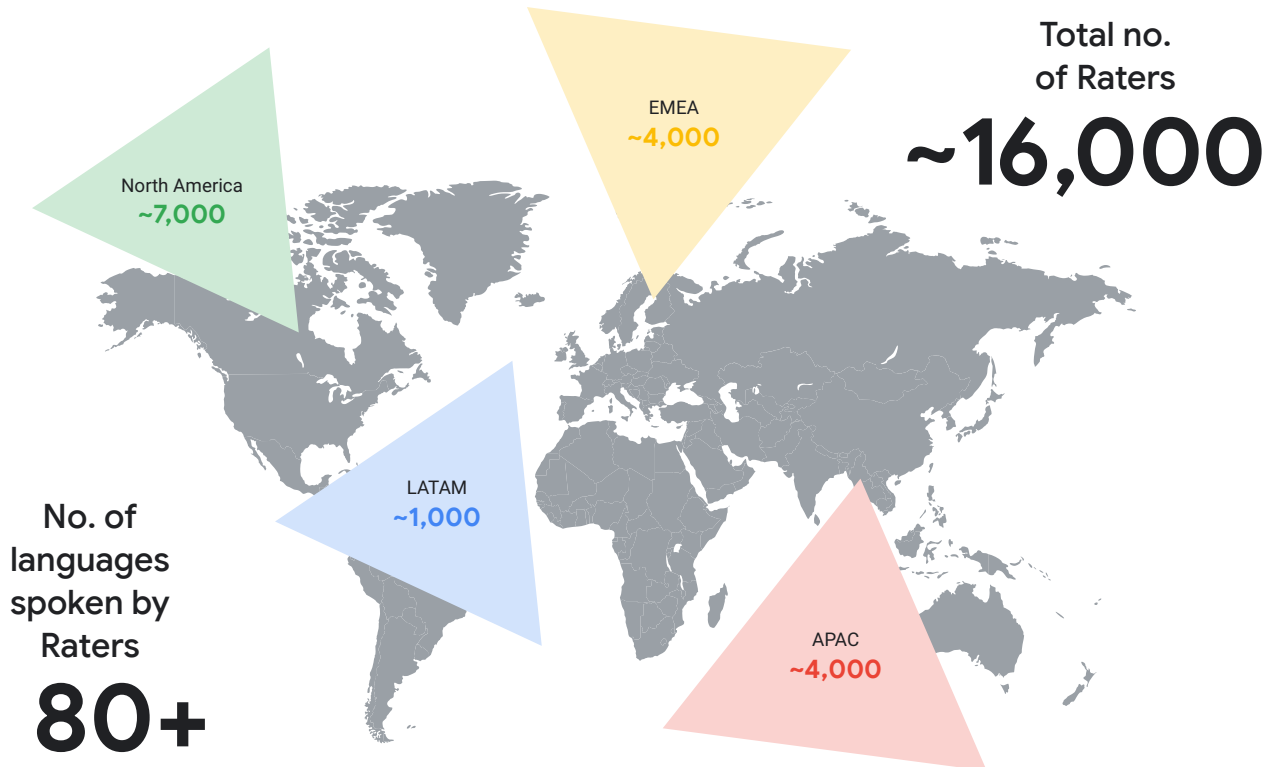 Total no.
of Raters
~16,000
EMEA
~4,000
North America
~7,000
LATAM
~1,000
No. of
languages
spoken by
Raters
80+
APAC
~4,000